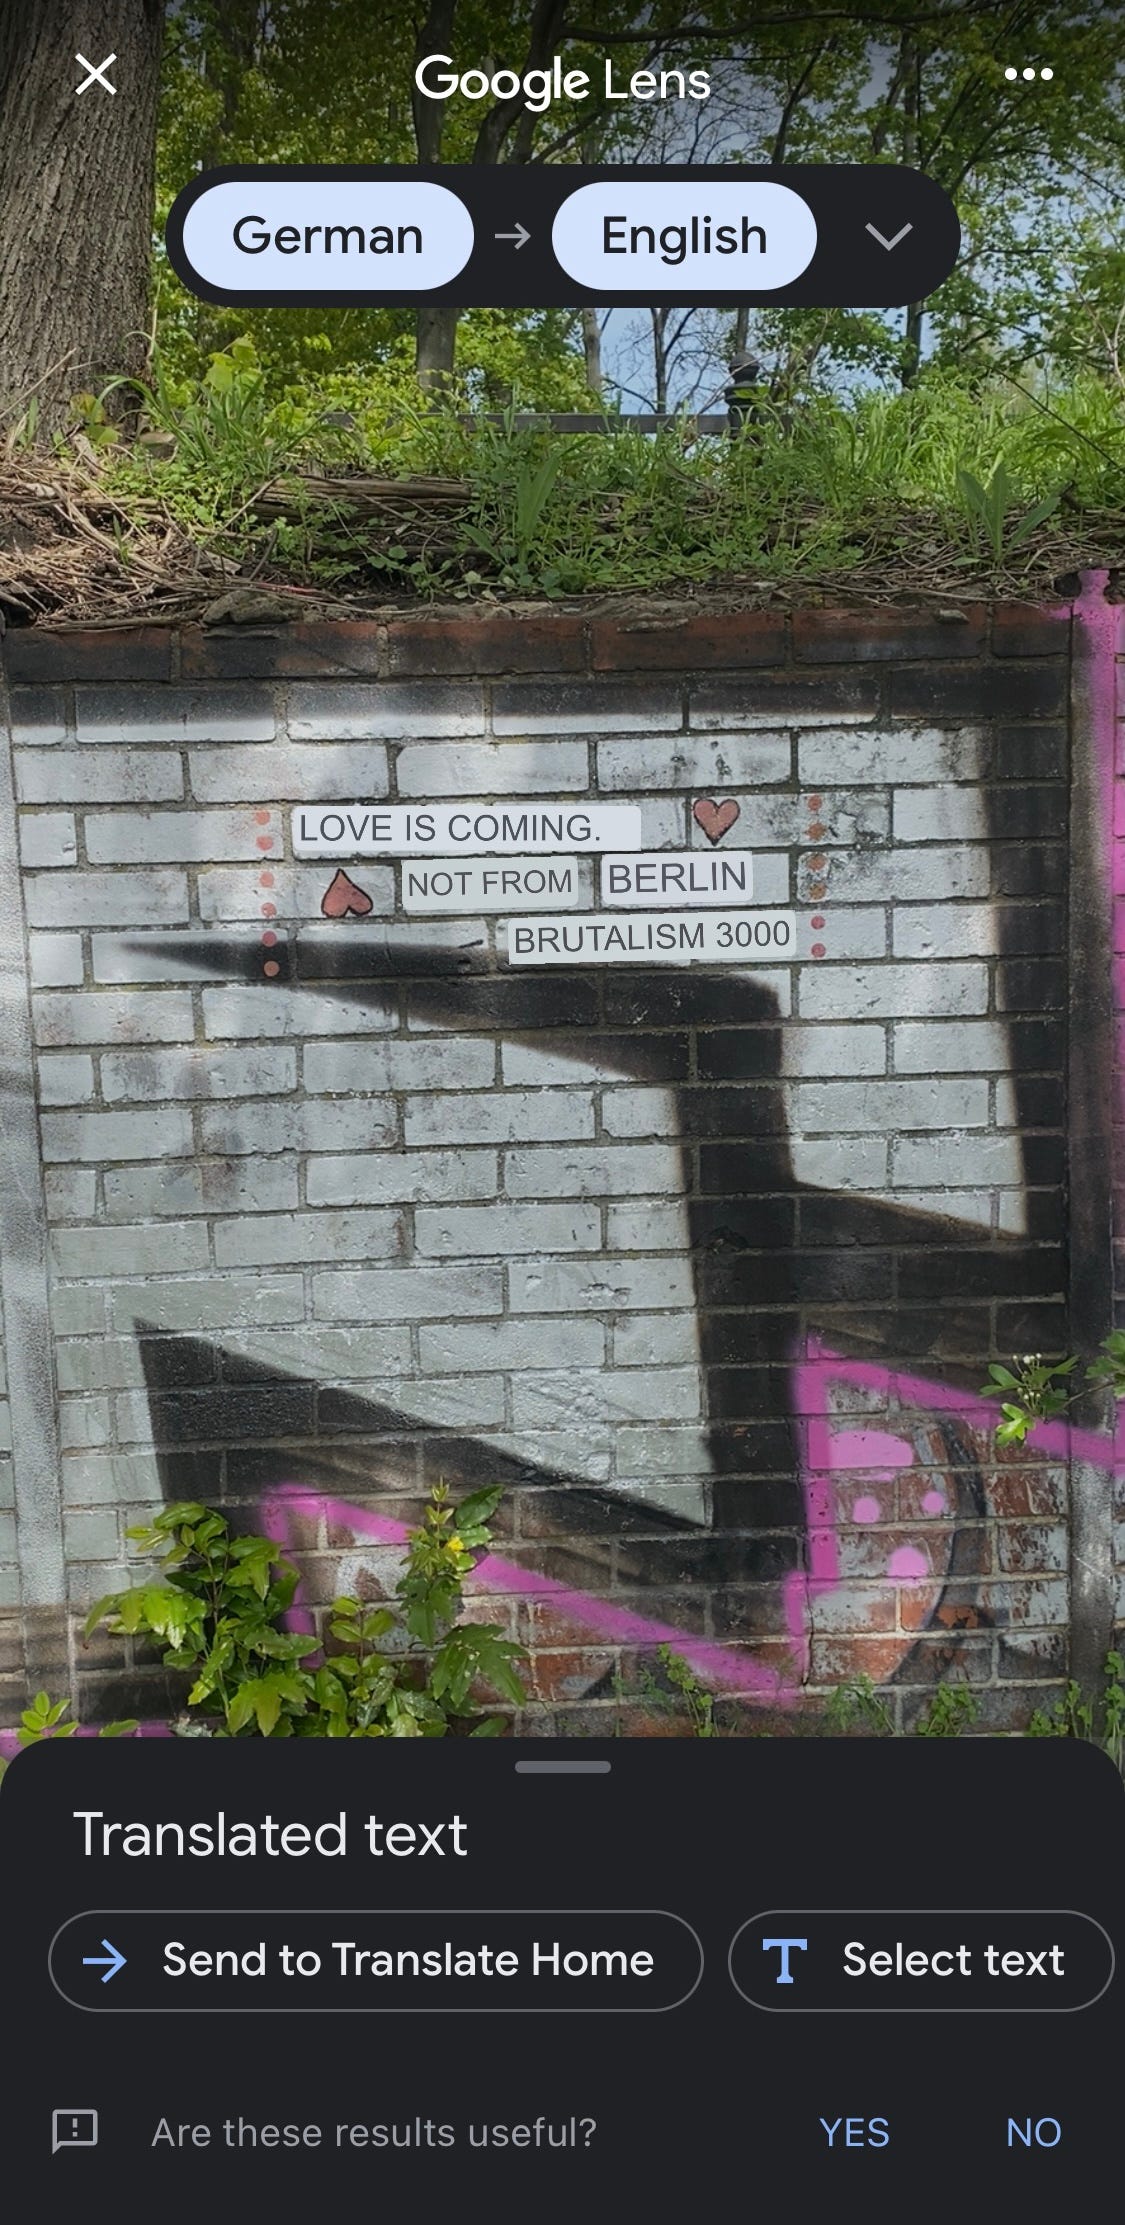 Google Lens
German → English
LOVE IS COMING.
NOT FROM BERLIN
BRUTALISM 3000
Translated text
Send to Translate Home
Select text
Are these results useful?
YES
NO